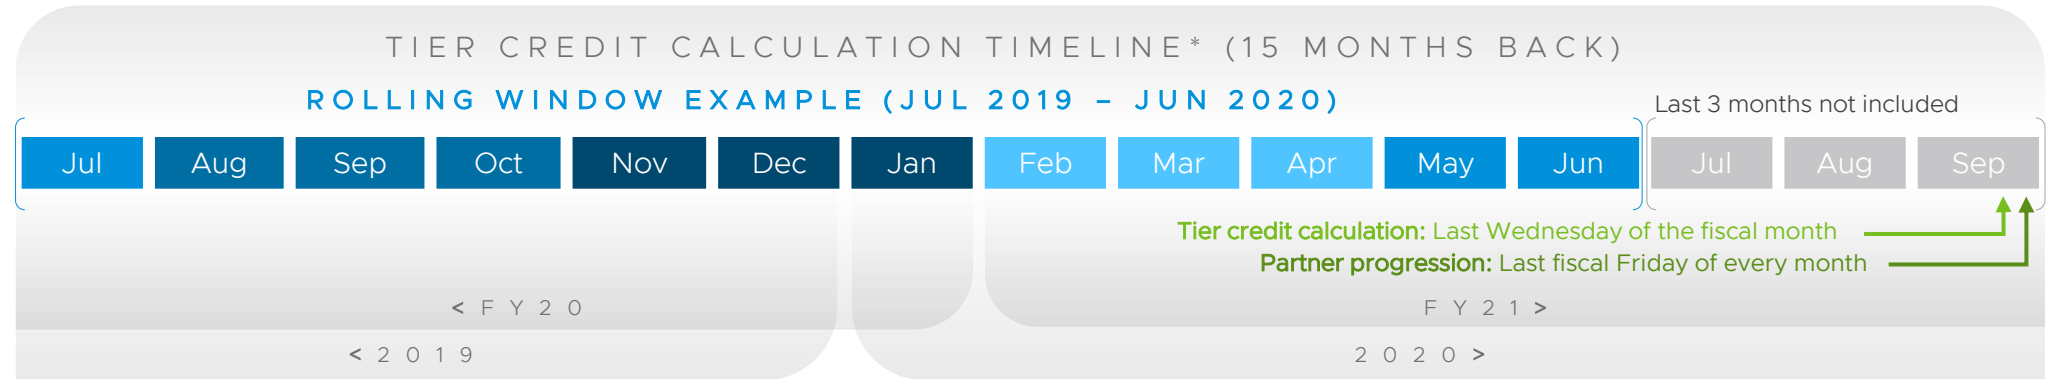 TIER CREDIT CALCULATION TIMELINE* (15 MONTHS BACK)
ROLLING WINDOW EXAMPLE (JUL 2019 – JUN 2020)
Last 3 months not included
Jul Aug Sep Oct Nov Dec Jan Feb Mar Apr May Jun Jul Aug Sep
Tier credit calculation: Last Wednesday of the fiscal month
Partner progression: Last fiscal Friday of every month
< FY20 FY21 >
< 2019 2020 >